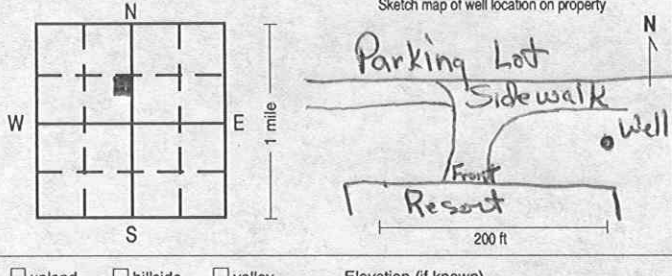 Sketch map of well location on property
N
N
Parking Lot
Sidewalk
W
E
1 mile
Well
Front
Resort
S
200 ft
upland hillside valley Elevation (if known)